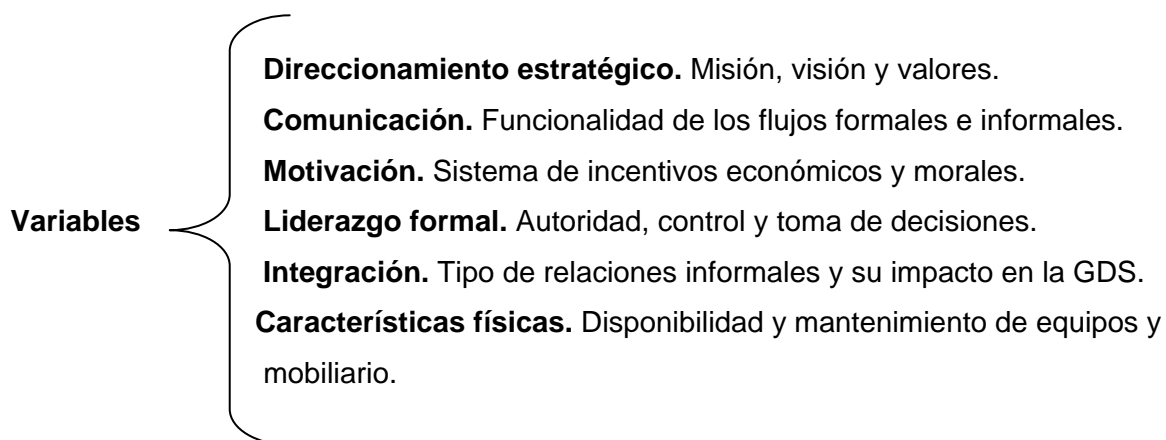 Direccionamiento estratégico. Misión, visión y valores.
Comunicación. Funcionalidad de los flujos formales e informales.
Motivación. Sistema de incentivos económicos y morales.
Variables
Liderazgo formal. Autoridad, control y toma de decisiones.
Integración. Tipo de relaciones informales y su impacto en la GDS.
Características físicas. Disponibilidad y mantenimiento de equipos y
mobiliario.